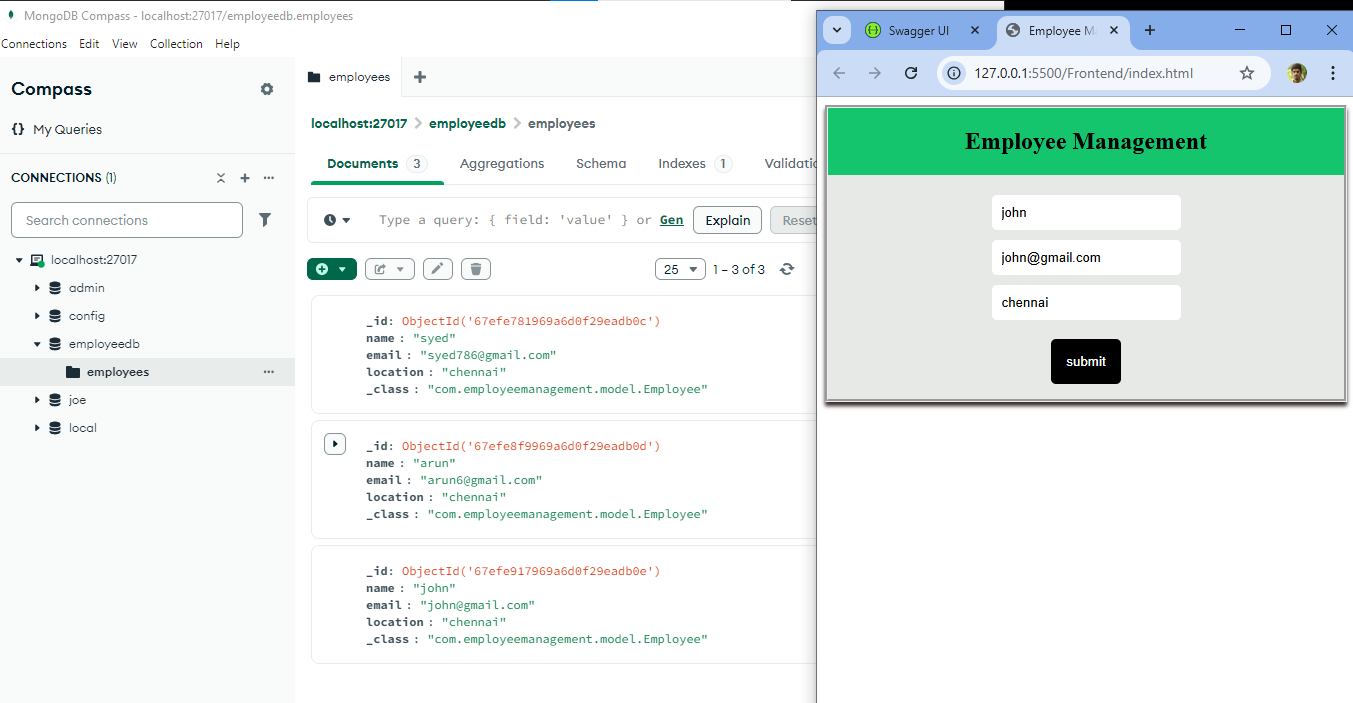 MongoDB Compass - localhost:27017/employeedb.employees
Connections Edit View Collection Help
Compass
{} My Queries
CONNECTIONS (1)
Search connections
localhost:27017
admin
config
employeedb
employees
joe
local
employees
localhost:27017 > employeedb > employees
Documents 3 Aggregations Schema Indexes 1 Validatio
Type a query: { field: 'value' } or Gen Explain Reset
25 1 – 3 of 3
_id: ObjectId('67efe781969a6d0f29eadb0c')
name : "syed"
email : "syed786@gmail.com"
location : "chennai"
_class : "com.employeemanagement.model.Employee"
_id: ObjectId('67efe8f9969a6d0f29eadb0d')
name : "arun"
email : "arun6@gmail.com"
location : "chennai"
_class : "com.employeemanagement.model.Employee"
_id: ObjectId('67efe917969a6d0f29eadb0e')
name : "john"
email : "john@gmail.com"
location : "chennai"
_class : "com.employeemanagement.model.Employee"
Swagger UI
Employee M
127.0.0.1:5500/Frontend/index.html
Employee Management
john
john@gmail.com
chennai
submit